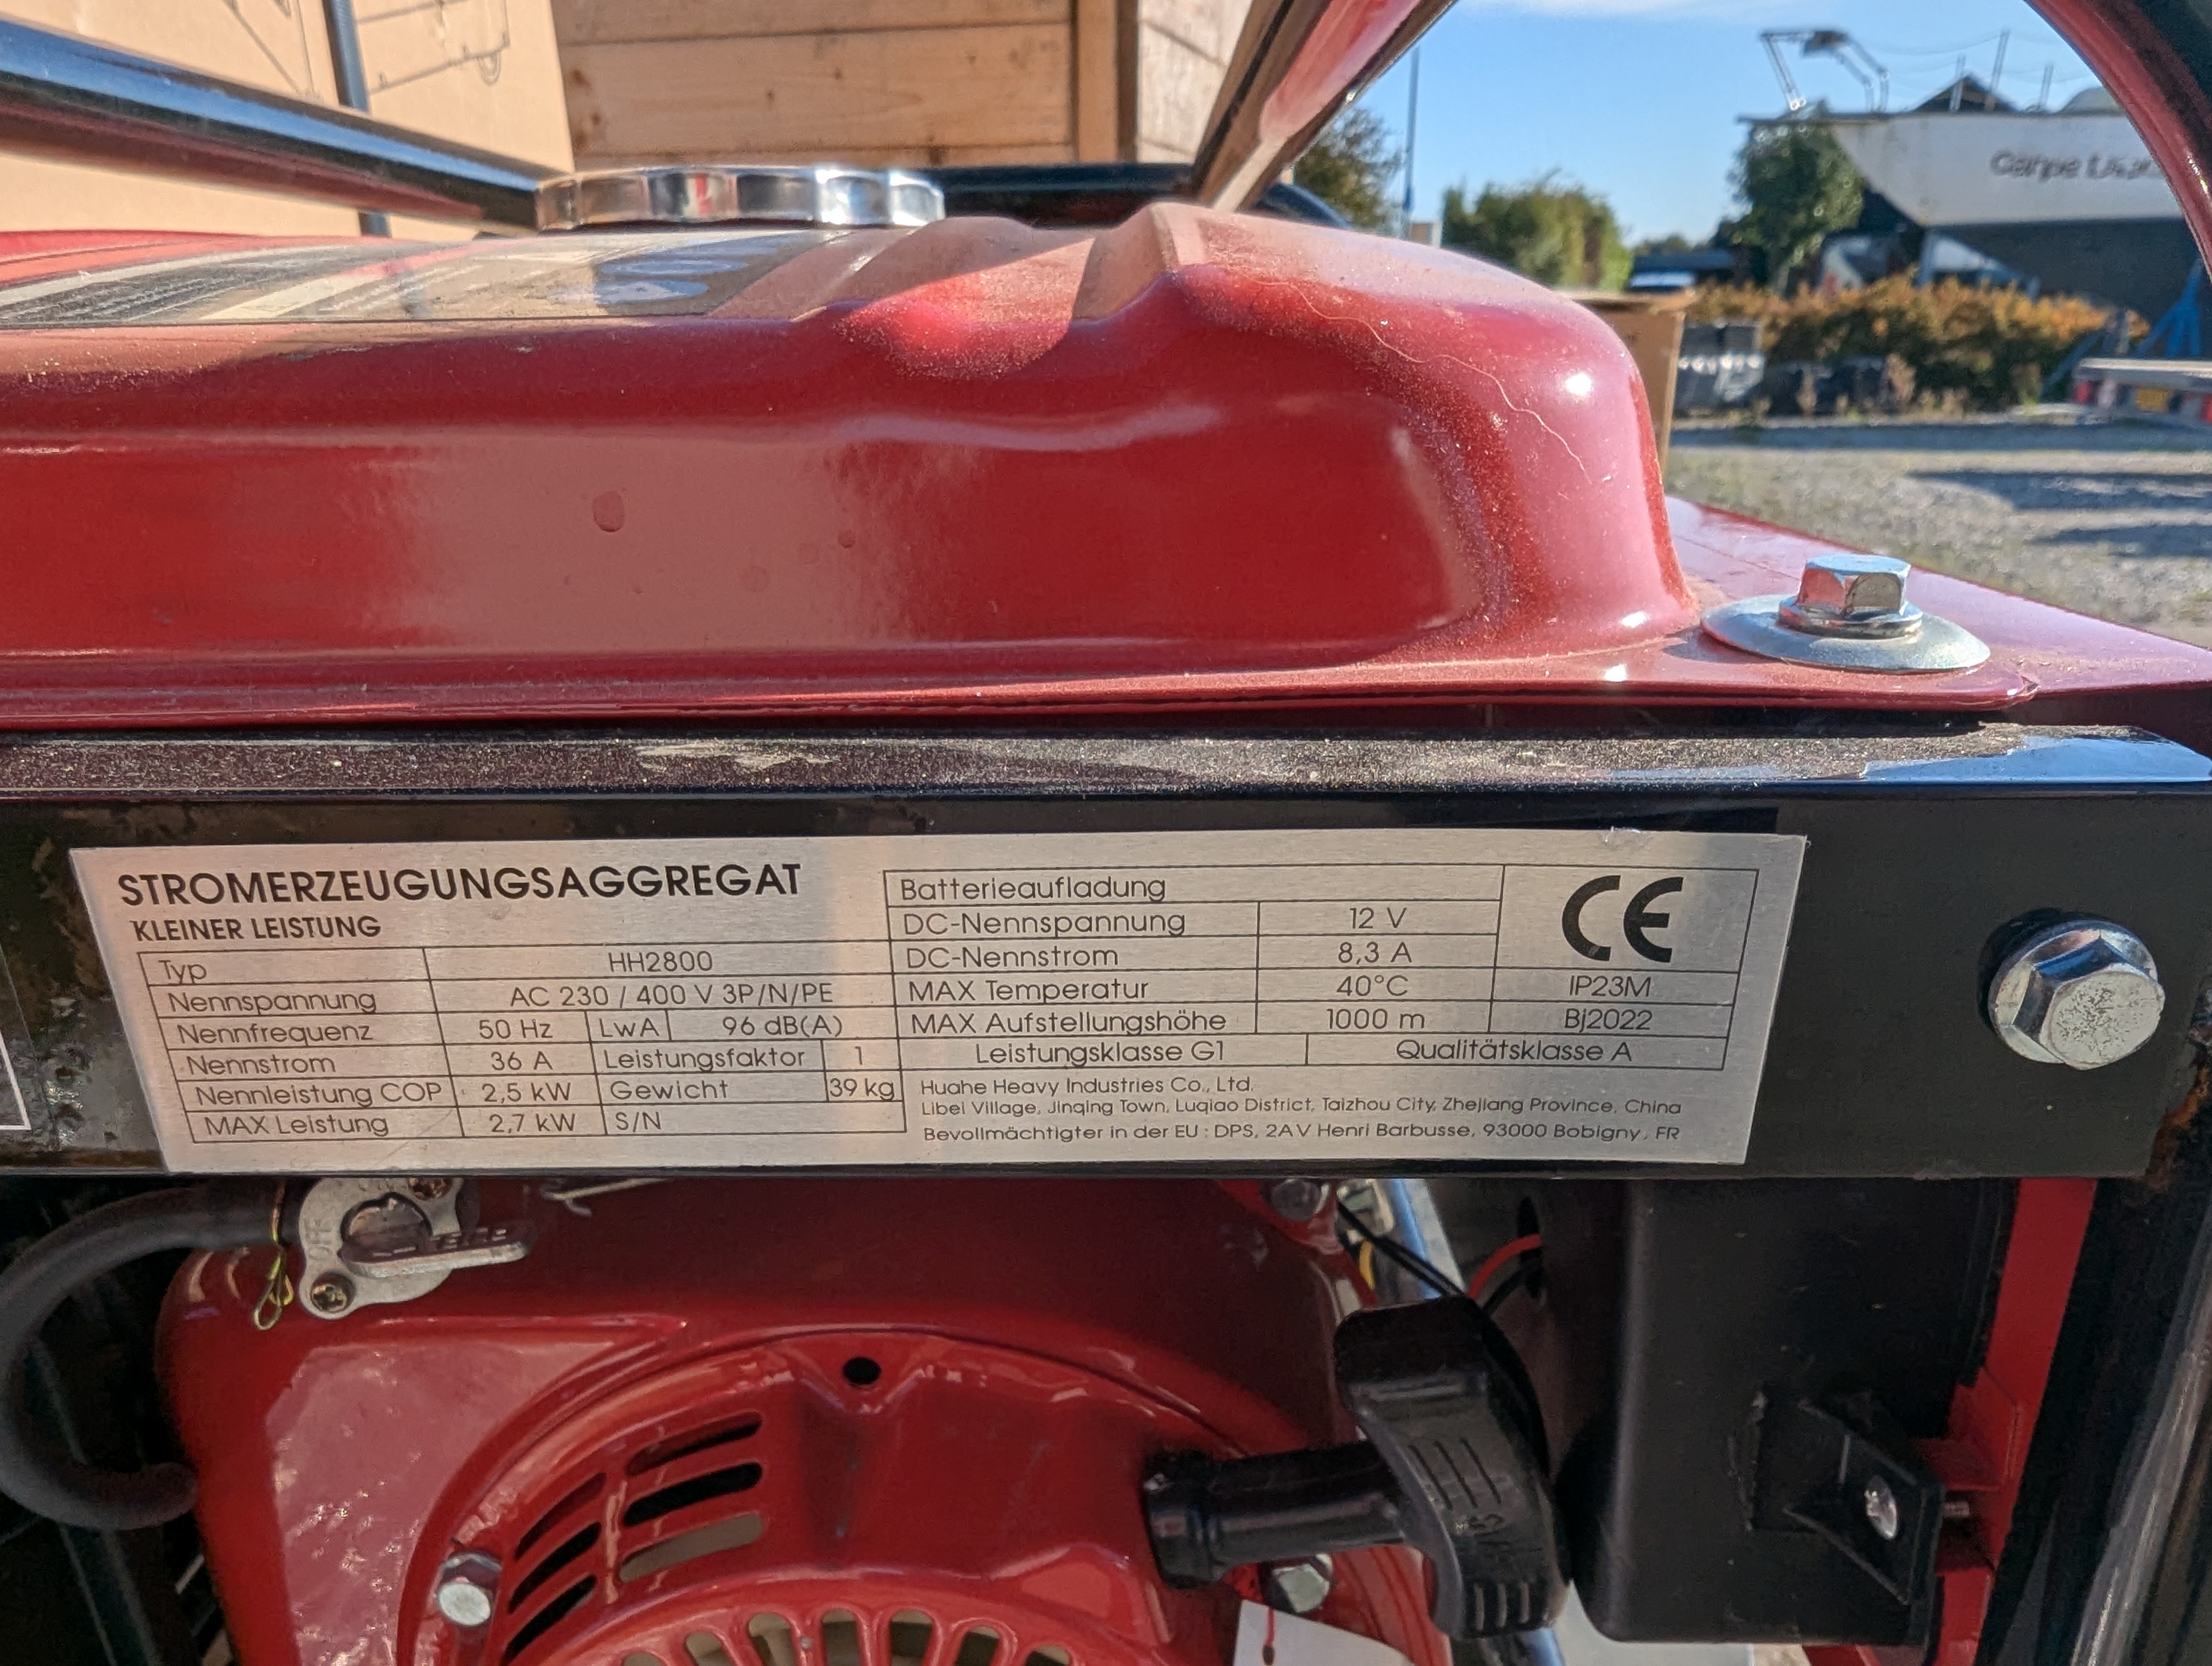 Carpe
STROMERZEUGUNGSAGGREGAT
KLEINER LEISTUNG
Typ HH2800
Nennspannung AC 230 / 400 V 3P/N/PE
Nennfrequenz 50 Hz LwA 96 dB(A)
Nennstrom 36 A Leistungsfaktor 1
Nennleistung COP 2,5 kW Gewicht 39 kg
MAX Leistung 2,7 kW S/N
Batterieaufladung CE
DC-Nennspannung 12 V
DC-Nennstrom 8,3 A
MAX Temperatur 40°C IP23M
MAX Aufstellungshöhe 1000 m Bj2022
Leistungsklasse G1 Qualitätsklasse A
Huahe Heavy Industries Co., Ltd.
Libei Village, Jinqing Town, Luqiao District, Taizhou City, Zhejiang Province, China
Bevollmächtigter in der EU : DPS, 2AV Henri Barbusse, 93000 Bobigny, FR